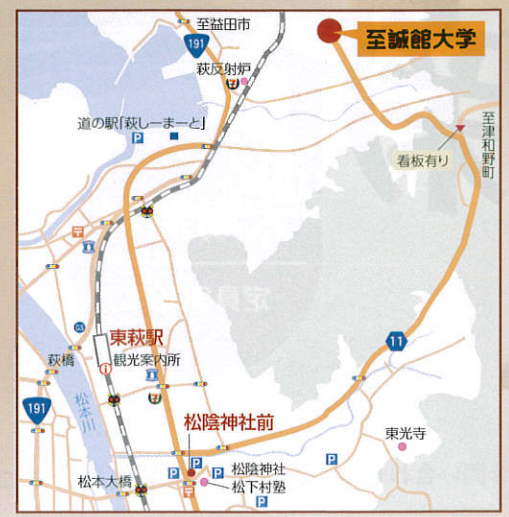 至益田市
191
至誠館大学
萩反射炉
7
道の駅「萩しーまーと」
P
至津和野町
看板有り
〒
GS
東萩駅
萩橋
観光案内所
11
191
松本川
7
松陰神社前
東光寺
P
P
P
P
松陰神社
松下村塾
松本大橋
〒